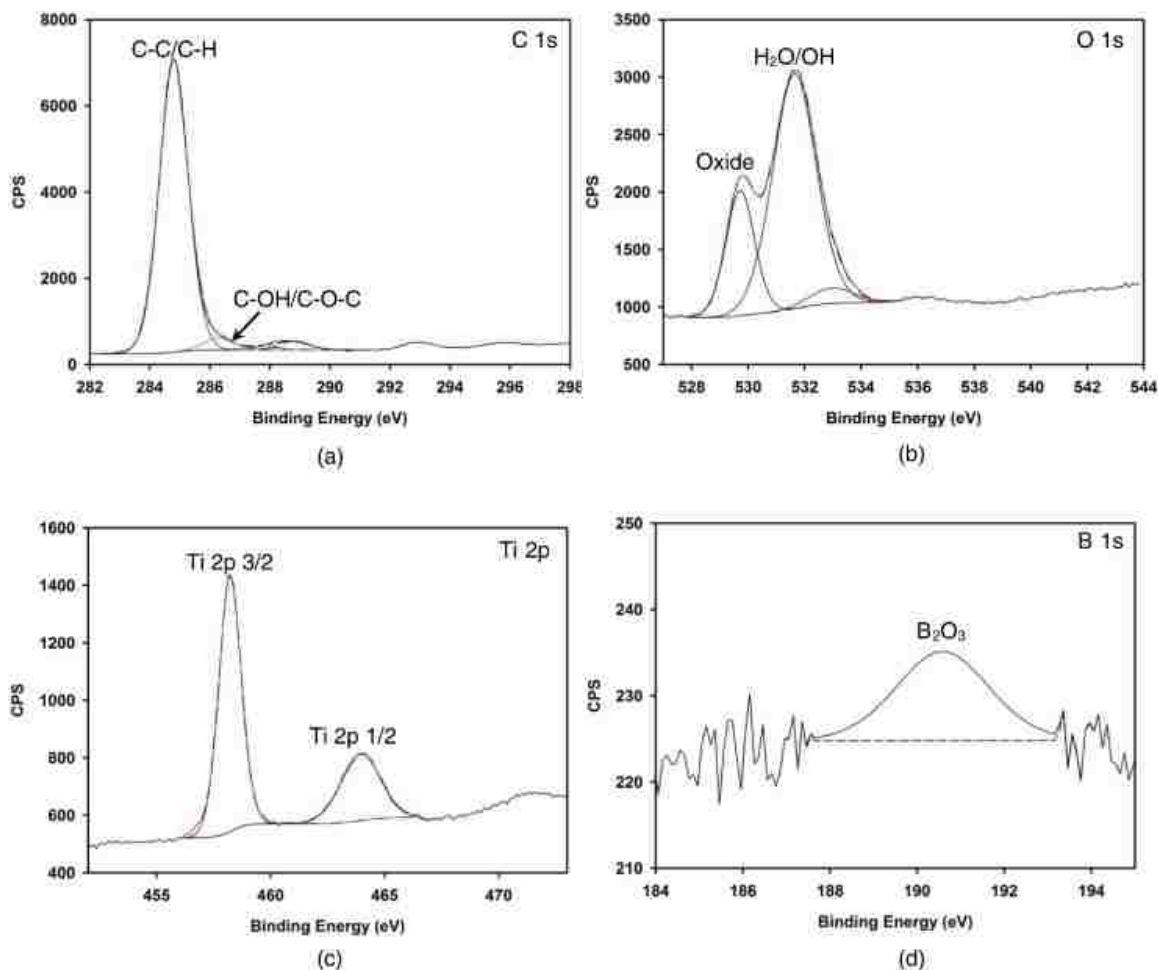 8000
C 1s
C-C/C-H
6000
CPS
4000
C-OH/C-O-C
2000
0
282 284 286 288 290 292 294 296 298
Binding Energy (eV)
(a)
3500
O 1s
H₂O/OH
3000
2500
Oxide
2000
CPS
1500
1000
500
528 530 532 534 536 538 540 542 544
Binding Energy (eV)
(b)
1600
Ti 2p
Ti 2p 3/2
1400
1200
CPS
1000
Ti 2p 1/2
800
600
400
455 460 465 470
Binding Energy (eV)
(c)
250
B 1s
240
B₂O₃
CPS
230
220
210
184 186 188 190 192 194
Binding Energy (eV)
(d)